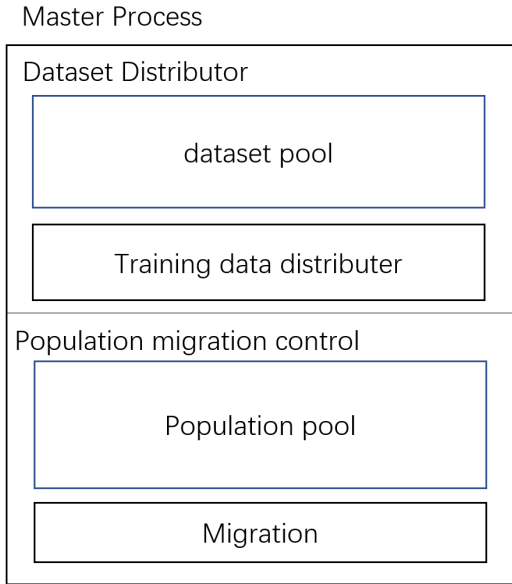 Master Process
Dataset Distributor
dataset pool
Training data distributer
Population migration control
Population pool
Migration